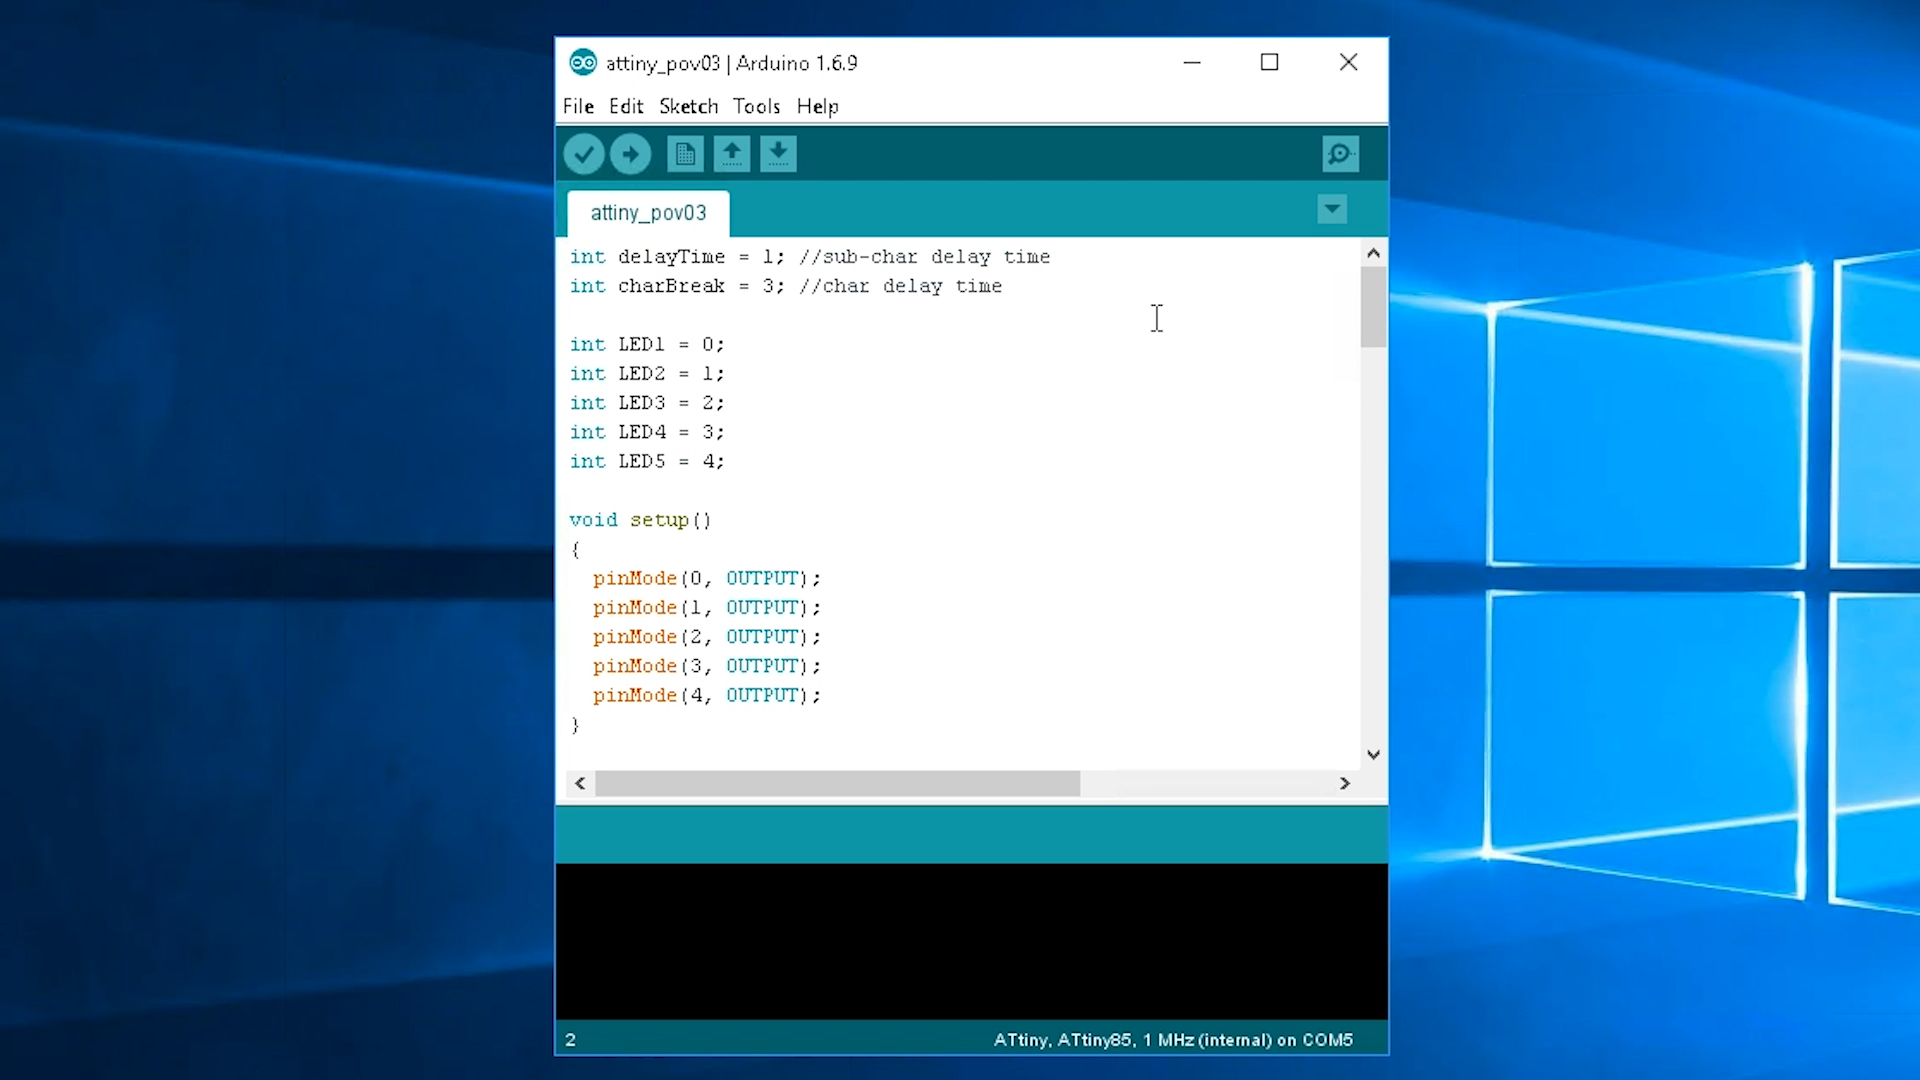 attiny_pov03 | Arduino 1.6.9
File Edit Sketch Tools Help
attiny_pov03
int delayTime = 1; //sub-char delay time
int charBreak = 3; //char delay time
int LED1 = 0;
int LED2 = 1;
int LED3 = 2;
int LED4 = 3;
int LED5 = 4;
void setup()
{
pinMode(0, OUTPUT);
pinMode(1, OUTPUT);
pinMode(2, OUTPUT);
pinMode(3, OUTPUT);
pinMode(4, OUTPUT);
}
2
ATtiny, ATtiny85, 1 MHz (internal) on COM5